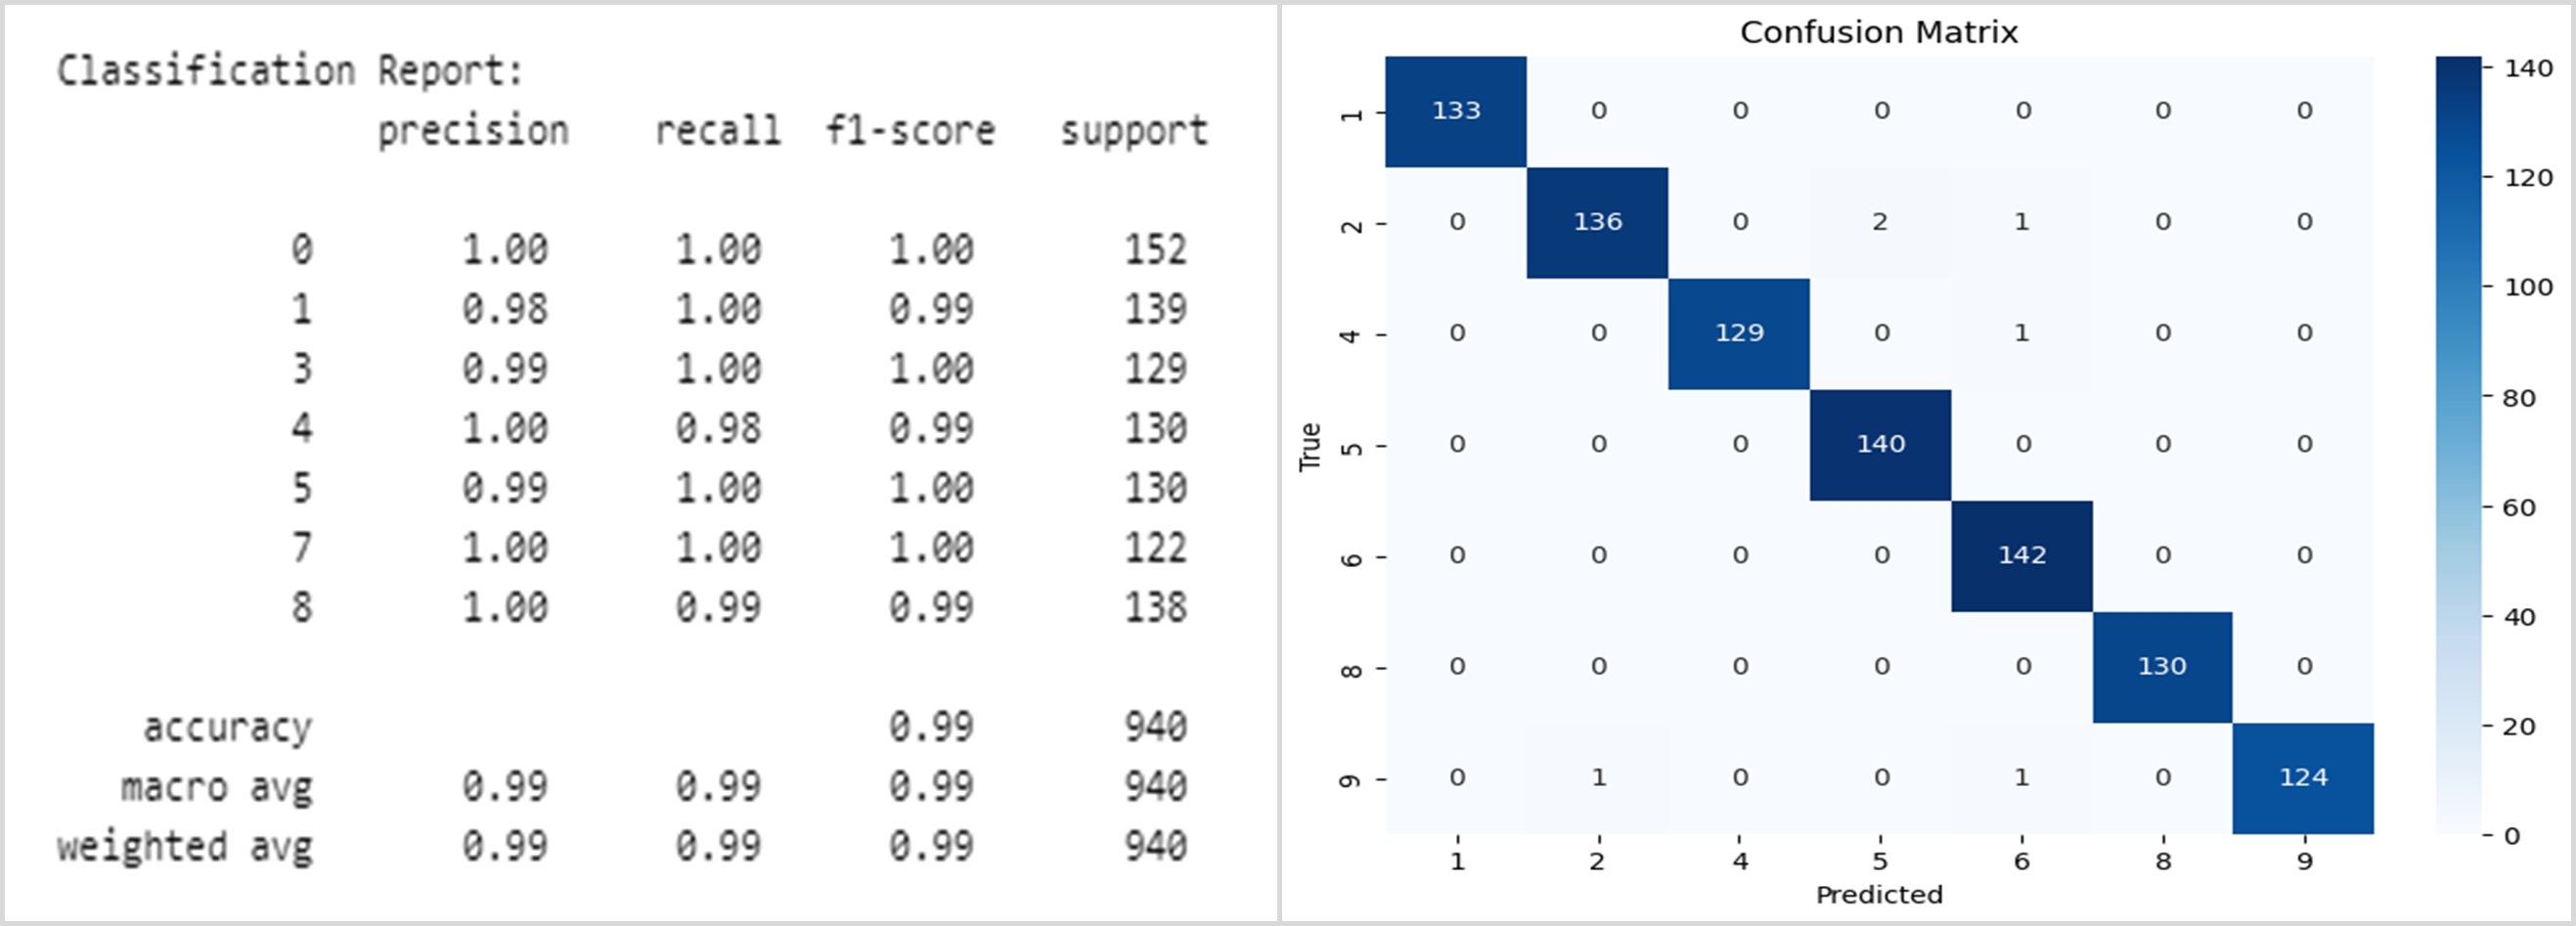 Classification Report:
precision recall f1-score support
0 1.00 1.00 1.00 152
1 0.98 1.00 0.99 139
3 0.99 1.00 1.00 129
4 1.00 0.98 0.99 130
5 0.99 1.00 1.00 130
7 1.00 1.00 1.00 122
8 1.00 0.99 0.99 138
accuracy 0.99 940
macro avg 0.99 0.99 0.99 940
weighted avg 0.99 0.99 0.99 940
Confusion Matrix
True
1 133 0 0 0 0 0 0
2 0 136 0 2 1 0 0
4 0 0 129 0 1 0 0
5 0 0 0 140 0 0 0
6 0 0 0 0 142 0 0
8 0 0 0 0 0 130 0
9 0 1 0 0 1 0 124
1 2 4 5 6 8 9
Predicted
140
120
100
80
60
40
20
0